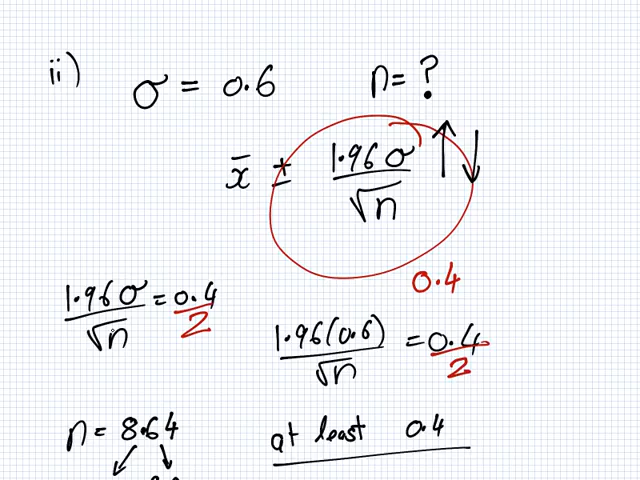 ii) σ = 0.6 n = ?
x̄ ± 1.96σ/√n ↑ ↓
0.4
1.96σ/√n = 0.4/2
1.96(0.6)/√n = 0.4/2
n = 8.64
at least 0.4